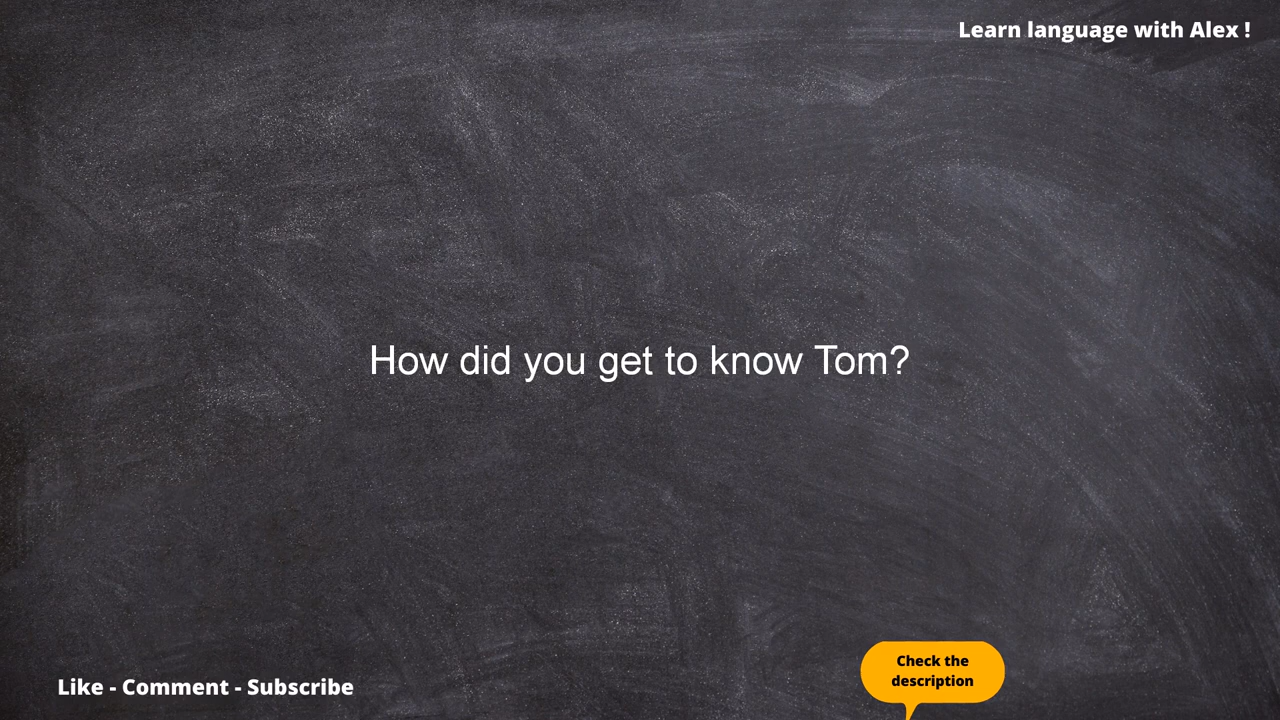 Learn language with Alex !
How did you get to know Tom?
Like - Comment - Subscribe
Check the
description